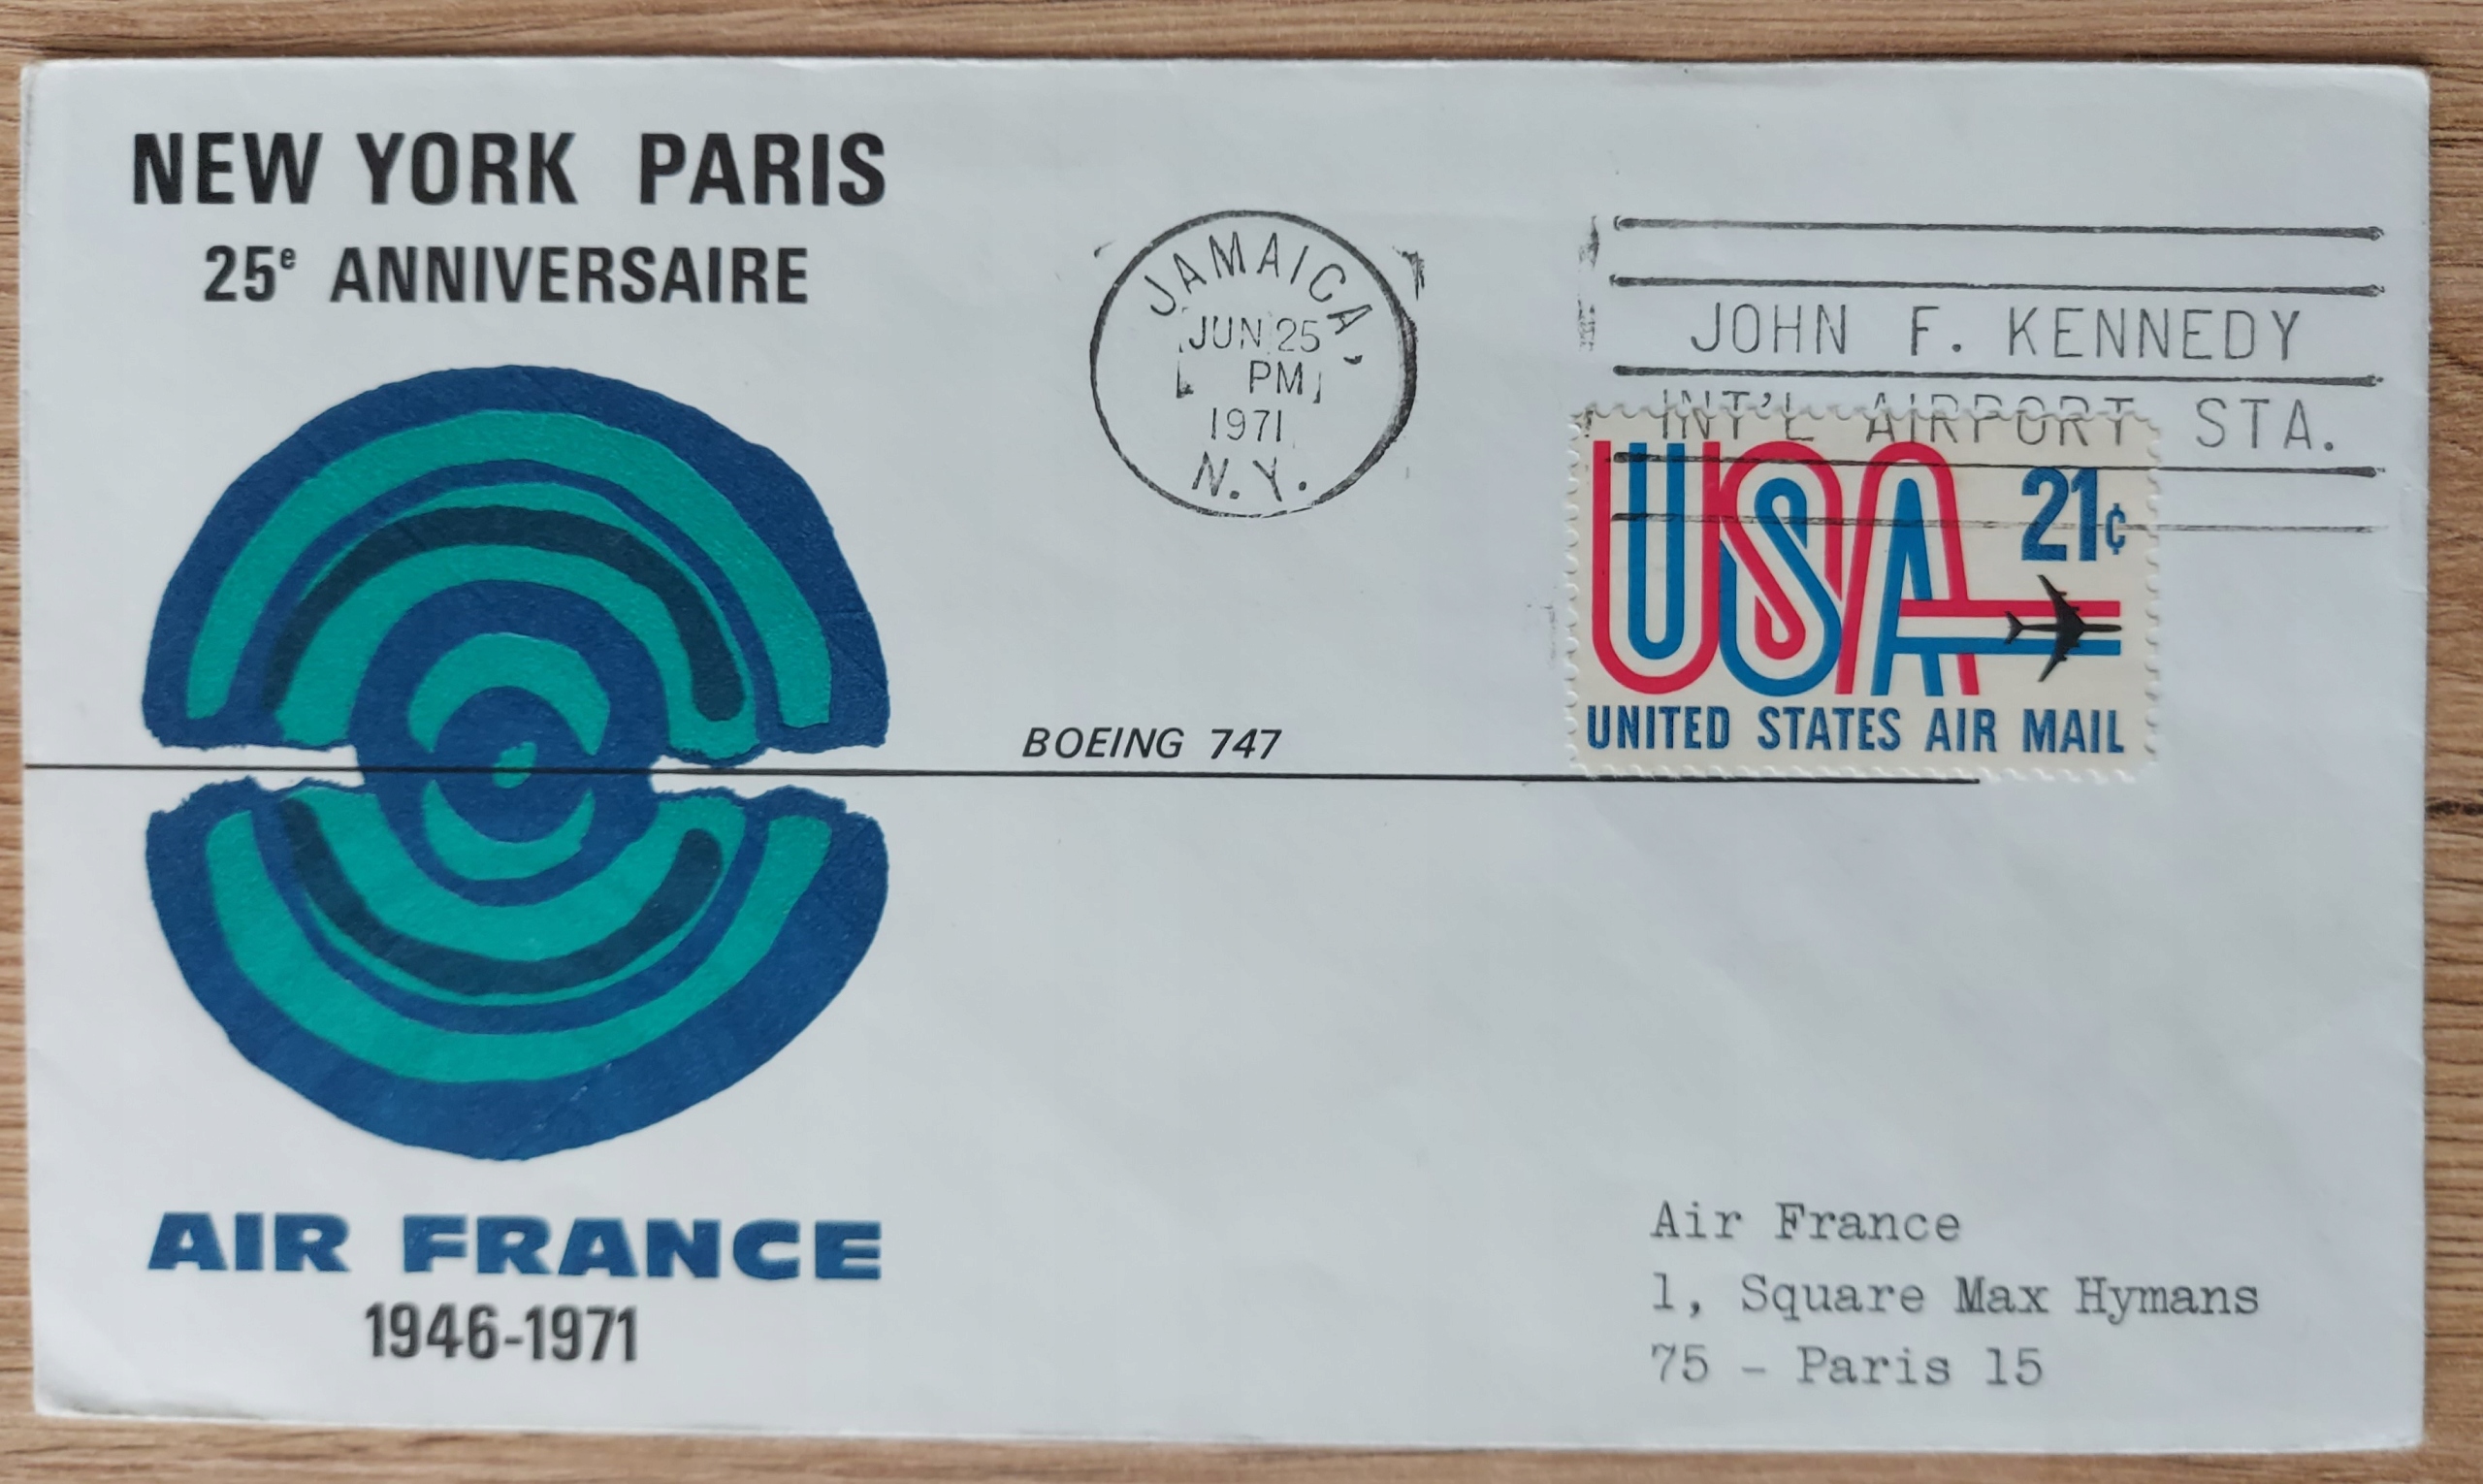 NEW YORK PARIS
25e ANNIVERSAIRE
JAMAICA,
JUN 25
PM
1971
N.Y.
JOHN F. KENNEDY
INT'L AIRPORT STA.
USA 21¢
UNITED STATES AIR MAIL
BOEING 747
AIR FRANCE
1946-1971
Air France
1, Square Max Hymans
75 - Paris 15